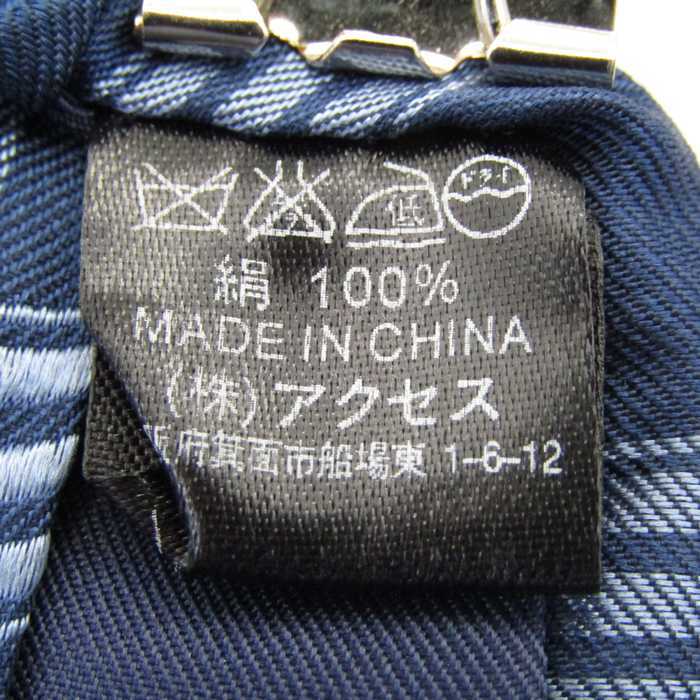 低 ドライ
絹 100%
MADE IN CHINA
(株)アクセス
府箕面市船場東 1-6-12